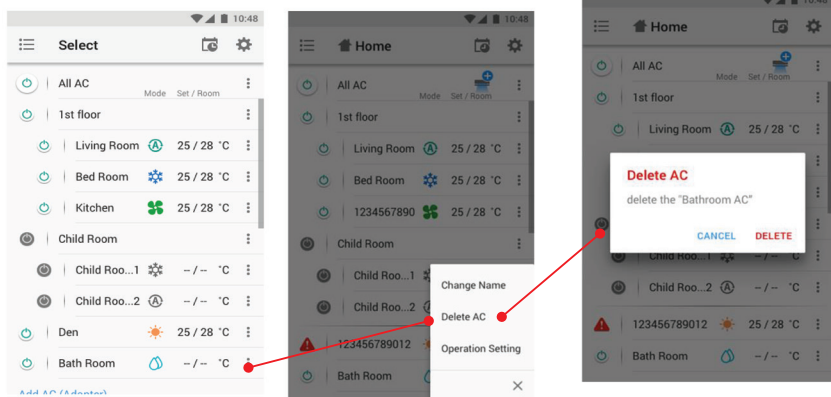 10:48
Select
All AC
Mode Set / Room
1st floor
Living Room A 25 / 28 °C
Bed Room 25 / 28 °C
Kitchen 25 / 28 °C
Child Room
Child Roo...1 -- / -- °C
Child Roo...2 A -- / -- °C
Den 25 / 28 °C
Bath Room -- / -- °C
Add AC (Adapter)
10:48
Home
All AC
Mode Set / Room
1st floor
Living Room A 25 / 28 °C
Bed Room 25 / 28 °C
1234567890 25 / 28 °C
Child Room
Child Roo...1
Child Roo...2
123456789012
Bath Room
Change Name
Delete AC
Operation Setting
10:48
Home
All AC
Mode Set / Room
1st floor
Living Room A 25 / 28 °C
Delete AC
delete the "Bathroom AC"
CANCEL DELETE
Child Roo...1 -- / -- °C
Child Roo...2 A -- / -- °C
123456789012 25 / 28 °C
Bath Room -- / -- °C